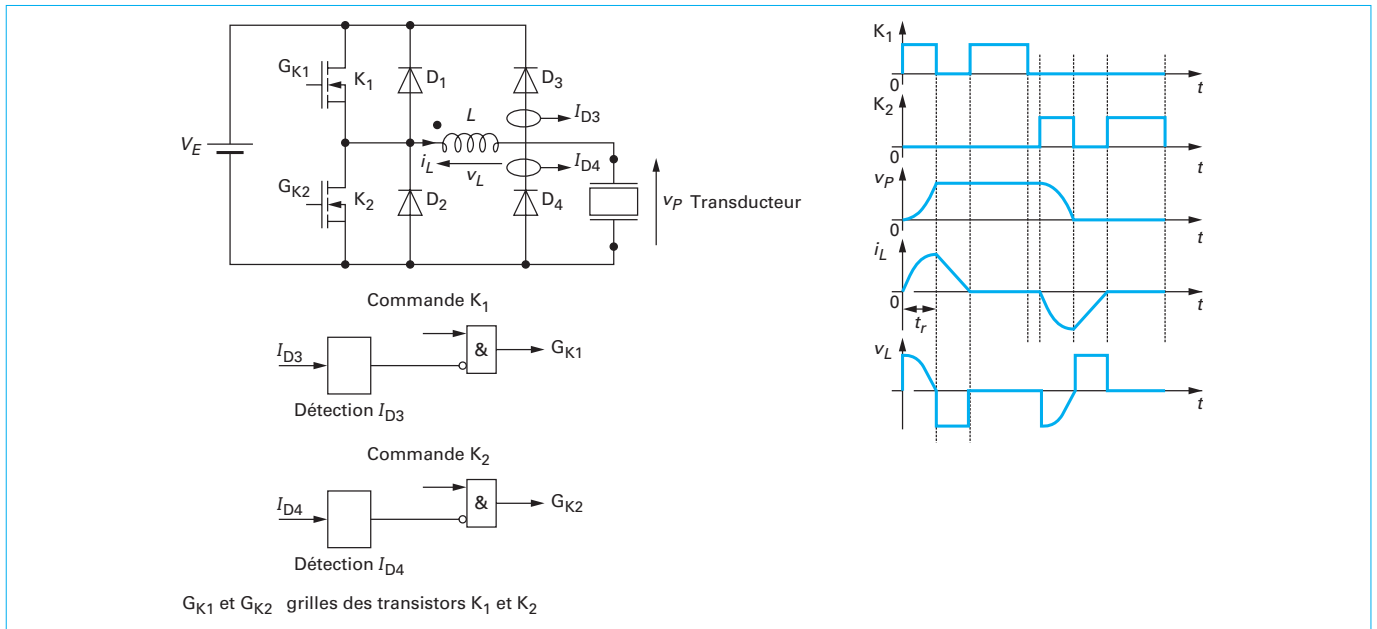 G_K1
K_1
D_1
D_3
L
I_D3
V_E
i_L
v_L
I_D4
G_K2
K_2
D_2
D_4
v_P Transducteur
Commande K_1
I_D3
&
G_K1
Détection I_D3
Commande K_2
I_D4
&
G_K2
Détection I_D4
G_K1 et G_K2 grilles des transistors K_1 et K_2
K_1
0
t
K_2
0
t
v_P
0
t
i_L
0
t_r
t
v_L
t